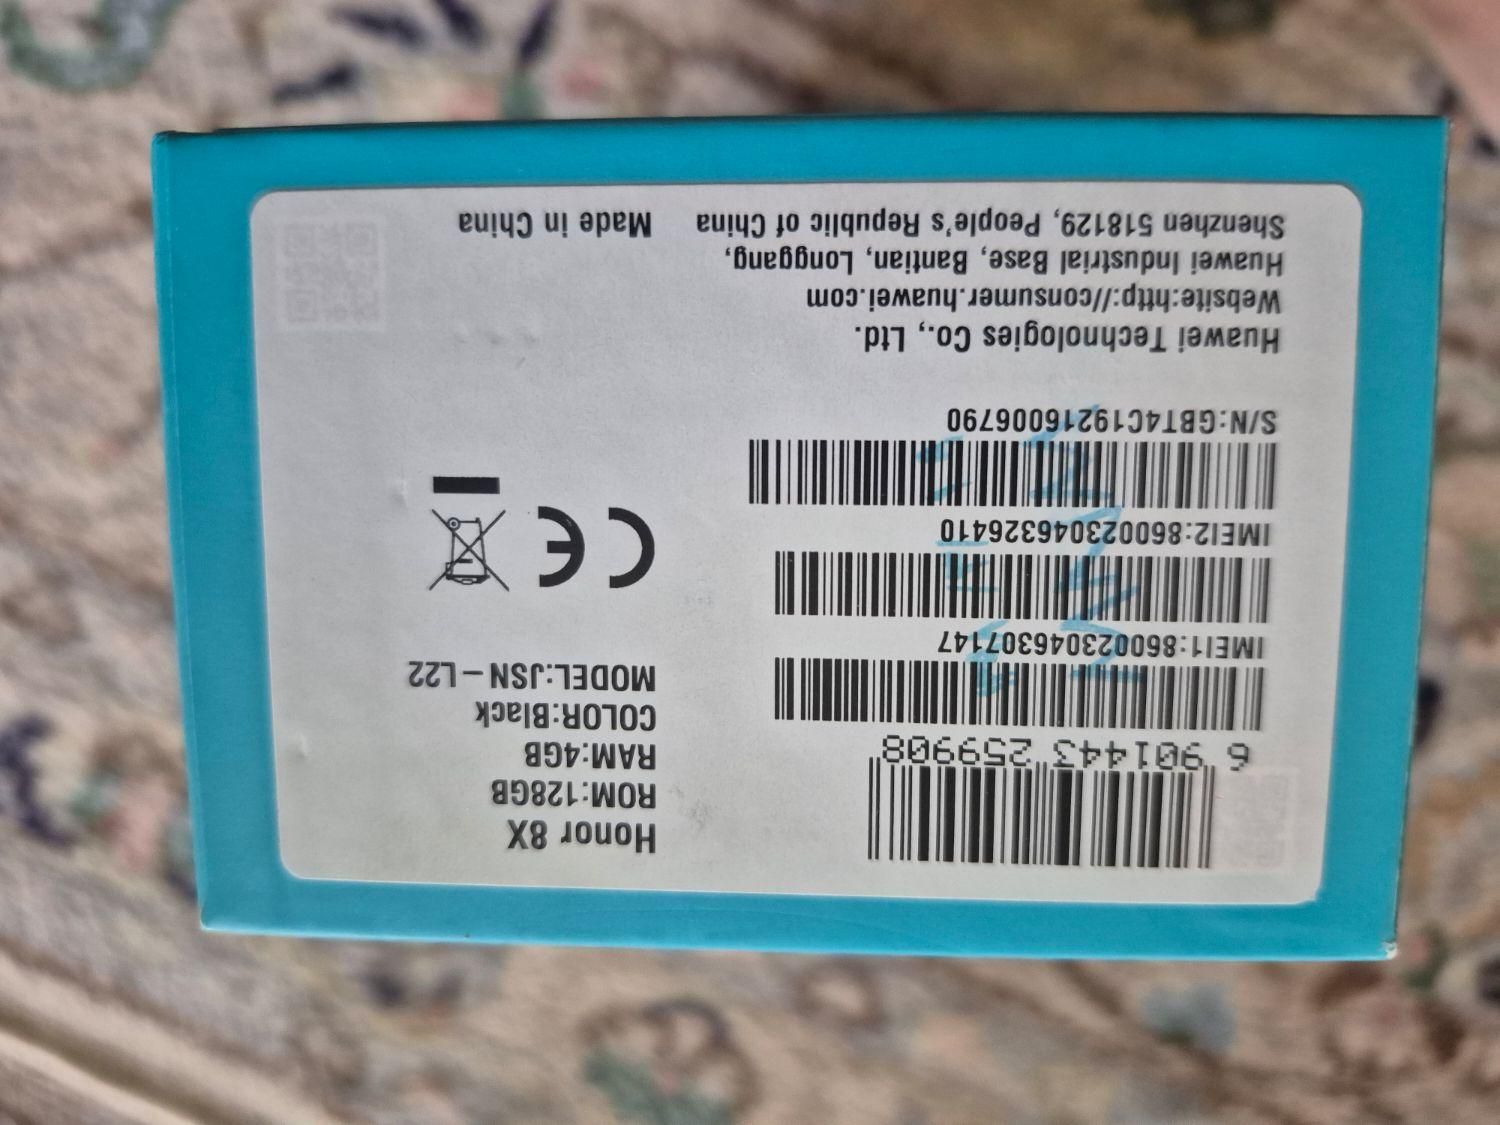 Honor 8X
ROM:128GB
RAM:4GB
COLOR:Black
MODEL:JSN-L22
6 901443 259908
IMEI1:860023046307147
IMEI2:860023046326410
S/N:GBT4C19216006790
Huawei Technologies Co., Ltd.
Website:http://consumer.huawei.com
Huawei Industrial Base, Bantian, Longgang,
Shenzhen 518129, People's Republic of China
Made in China
CE